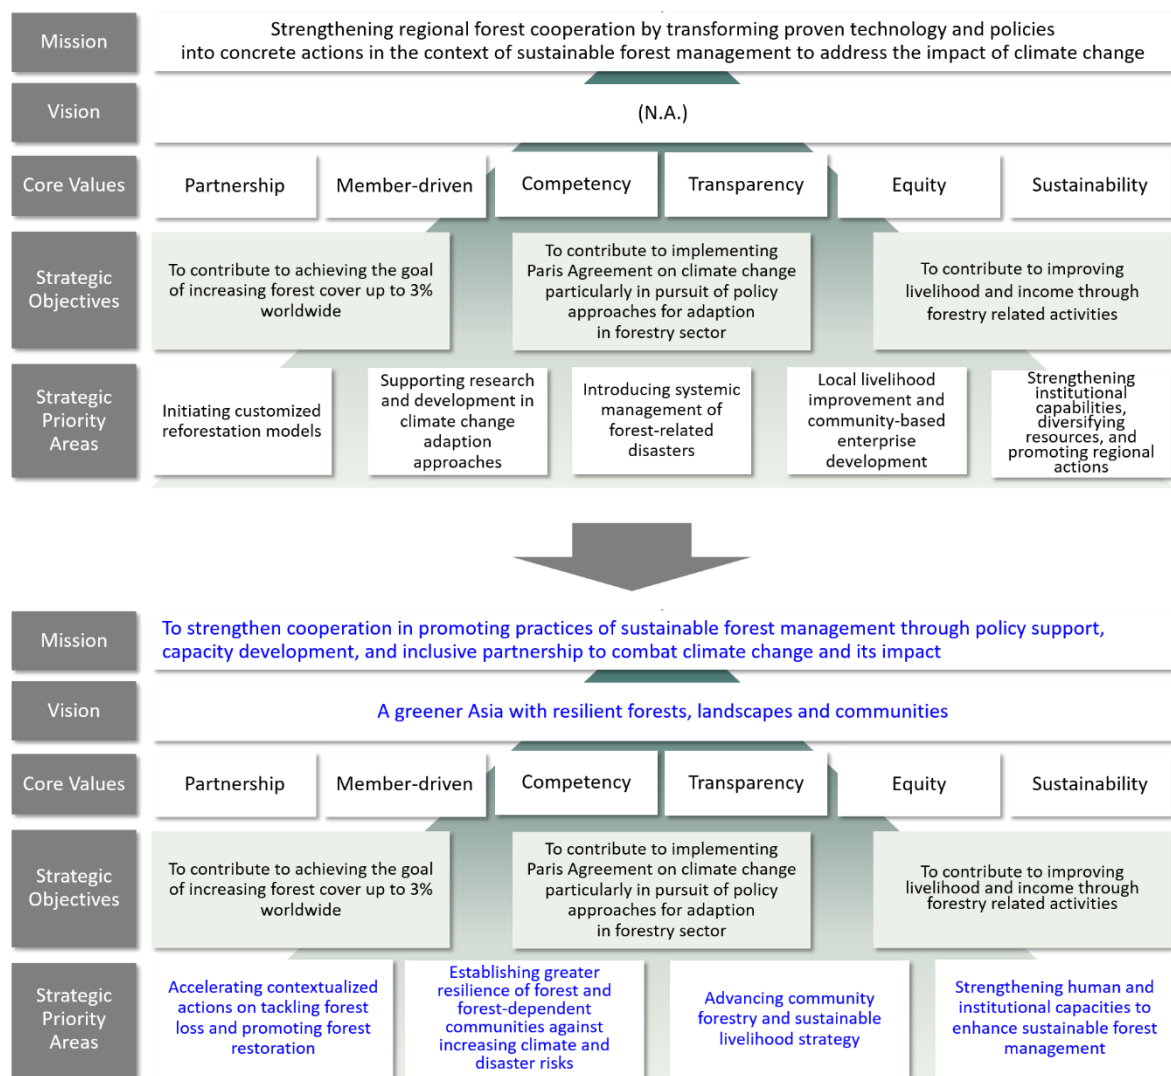 Mission
Strengthening regional forest cooperation by transforming proven technology and policies
into concrete actions in the context of sustainable forest management to address the impact of climate change
Vision
(N.A.)
Core Values
Partnership
Member-driven
Competency
Transparency
Equity
Sustainability
Strategic
Objectives
To contribute to achieving the goal
of increasing forest cover up to 3%
worldwide
To contribute to implementing
Paris Agreement on climate change
particularly in pursuit of policy
approaches for adaption
in forestry sector
To contribute to improving
livelihood and income through
forestry related activities
Strategic
Priority
Areas
Initiating customized
reforestation models
Supporting research
and development in
climate change
adaption
approaches
Introducing systemic
management of
forest-related
disasters
Local livelihood
improvement and
community-based
enterprise
development
Strengthening
institutional
capabilities,
diversifying
resources, and
promoting regional
actions
Mission
To strengthen cooperation in promoting practices of sustainable forest management through policy support,
capacity development, and inclusive partnership to combat climate change and its impact
Vision
A greener Asia with resilient forests, landscapes and communities
Core Values
Partnership
Member-driven
Competency
Transparency
Equity
Sustainability
Strategic
Objectives
To contribute to achieving the goal
of increasing forest cover up to 3%
worldwide
To contribute to implementing
Paris Agreement on climate change
particularly in pursuit of policy
approaches for adaption
in forestry sector
To contribute to improving
livelihood and income through
forestry related activities
Strategic
Priority
Areas
Accelerating contextualized
actions on tackling forest
loss and promoting forest
restoration
Establishing greater
resilience of forest and
forest-dependent
communities against
increasing climate and
disaster risks
Advancing community
forestry and sustainable
livelihood strategy
Strengthening human and
institutional capacities to
enhance sustainable forest
management